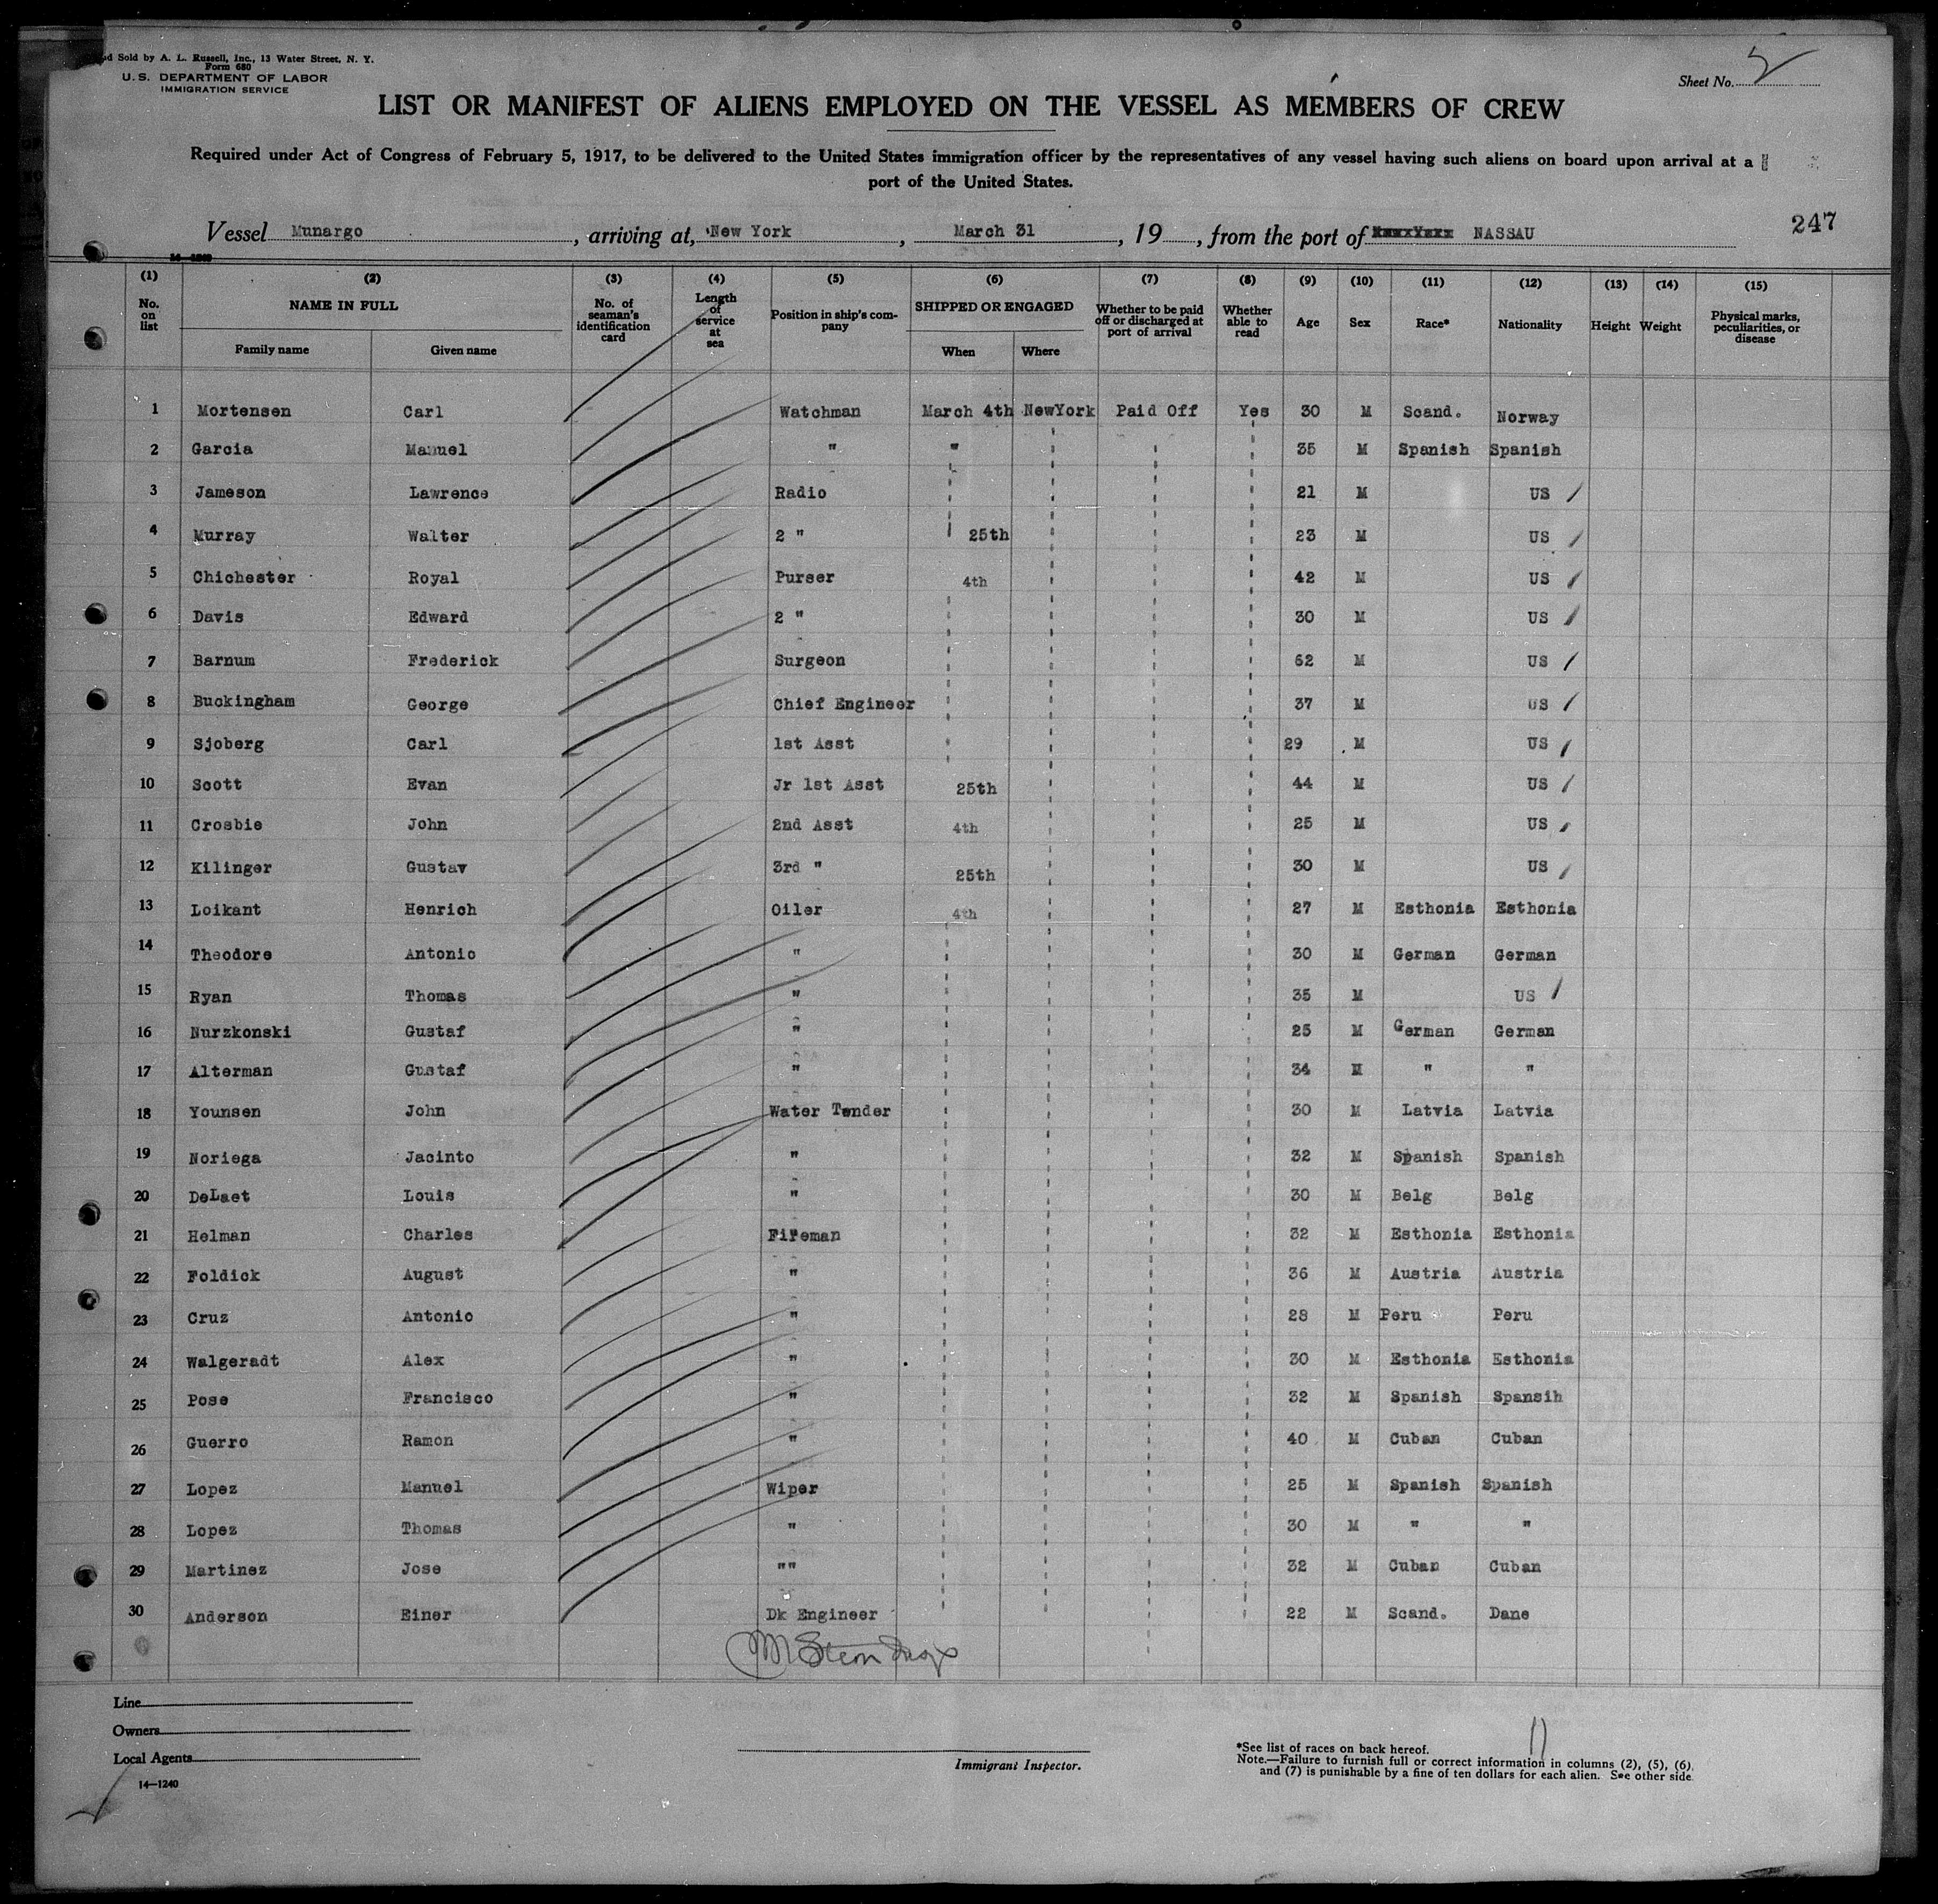 d Sold by A. L. Russell, Inc., 13 Water Street, N. Y.
Form 680
U.S. DEPARTMENT OF LABOR
IMMIGRATION SERVICE
Sheet No. 2
LIST OR MANIFEST OF ALIENS EMPLOYED ON THE VESSEL AS MEMBERS OF CREW
Required under Act of Congress of February 5, 1917, to be delivered to the United States immigration officer by the representatives of any vessel having such aliens on board upon arrival at a
port of the United States.
Vessel Munargo, arriving at, New York, March 31, 19, from the port of NASSAU
247
14-1240
(1) (2) (3) (4) (5) (6) (7) (8) (9) (10) (11) (12) (13) (14) (15)
No. on list NAME IN FULL Family name Given name No. of seaman's identification card Length of service at sea Position in ship's company SHIPPED OR ENGAGED When Where Whether to be paid off or discharged at port of arrival Whether able to read Age Sex Race* Nationality Height Weight Physical marks, peculiarities, or disease
1 Mortensen Carl Watchman March 4th NewYork Paid Off Yes 30 M Scand. Norway
2 Garcia Manuel " " 35 M Spanish Spanish
3 Jameson Lawrence Radio 21 M US
4 Murray Walter 2 " 25th 23 M US
5 Chichester Royal Purser 4th 42 M US
6 Davis Edward 2 " 30 M US
7 Barnum Frederick Surgeon 62 M US
8 Buckingham George Chief Engineer 37 M US
9 Sjoberg Carl 1st Asst 29 M US
10 Scott Evan Jr 1st Asst 25th 44 M US
11 Crosbie John 2nd Asst 4th 25 M US
12 Kilinger Gustav 3rd " 25th 30 M US
13 Loikant Henrich Oiler 4th 27 M Esthonia Esthonia
14 Theodore Antonio " 30 M German German
15 Ryan Thomas " 35 M US
16 Nurzkonski Gustaf " 25 M German German
17 Alterman Gustaf " 34 M " "
18 Younsen John Water Tender 30 M Latvia Latvia
19 Noriega Jacinto " 32 M Spanish Spanish
20 DeLaet Louis " 30 M Belg Belg
21 Helman Charles Fireman 32 M Esthonia Esthonia
22 Foldick August " 36 M Austria Austria
23 Cruz Antonio " 28 M Peru Peru
24 Walgeradt Alex " 30 M Esthonia Esthonia
25 Pose Francisco " 32 M Spanish Spansih
26 Guerro Ramon " 40 M Cuban Cuban
27 Lopez Manuel Wiper 25 M Spanish Spanish
28 Lopez Thomas " 30 M " "
29 Martinez Jose "" 32 M Cuban Cuban
30 Anderson Einer Dk Engineer 22 M Scand. Dane
Line
Owners
Local Agents
14—1240
Immigrant Inspector.
*See list of races on back hereof.
Note.—Failure to furnish full or correct information in columns (2), (5), (6),
and (7) is punishable by a fine of ten dollars for each alien. See other side.